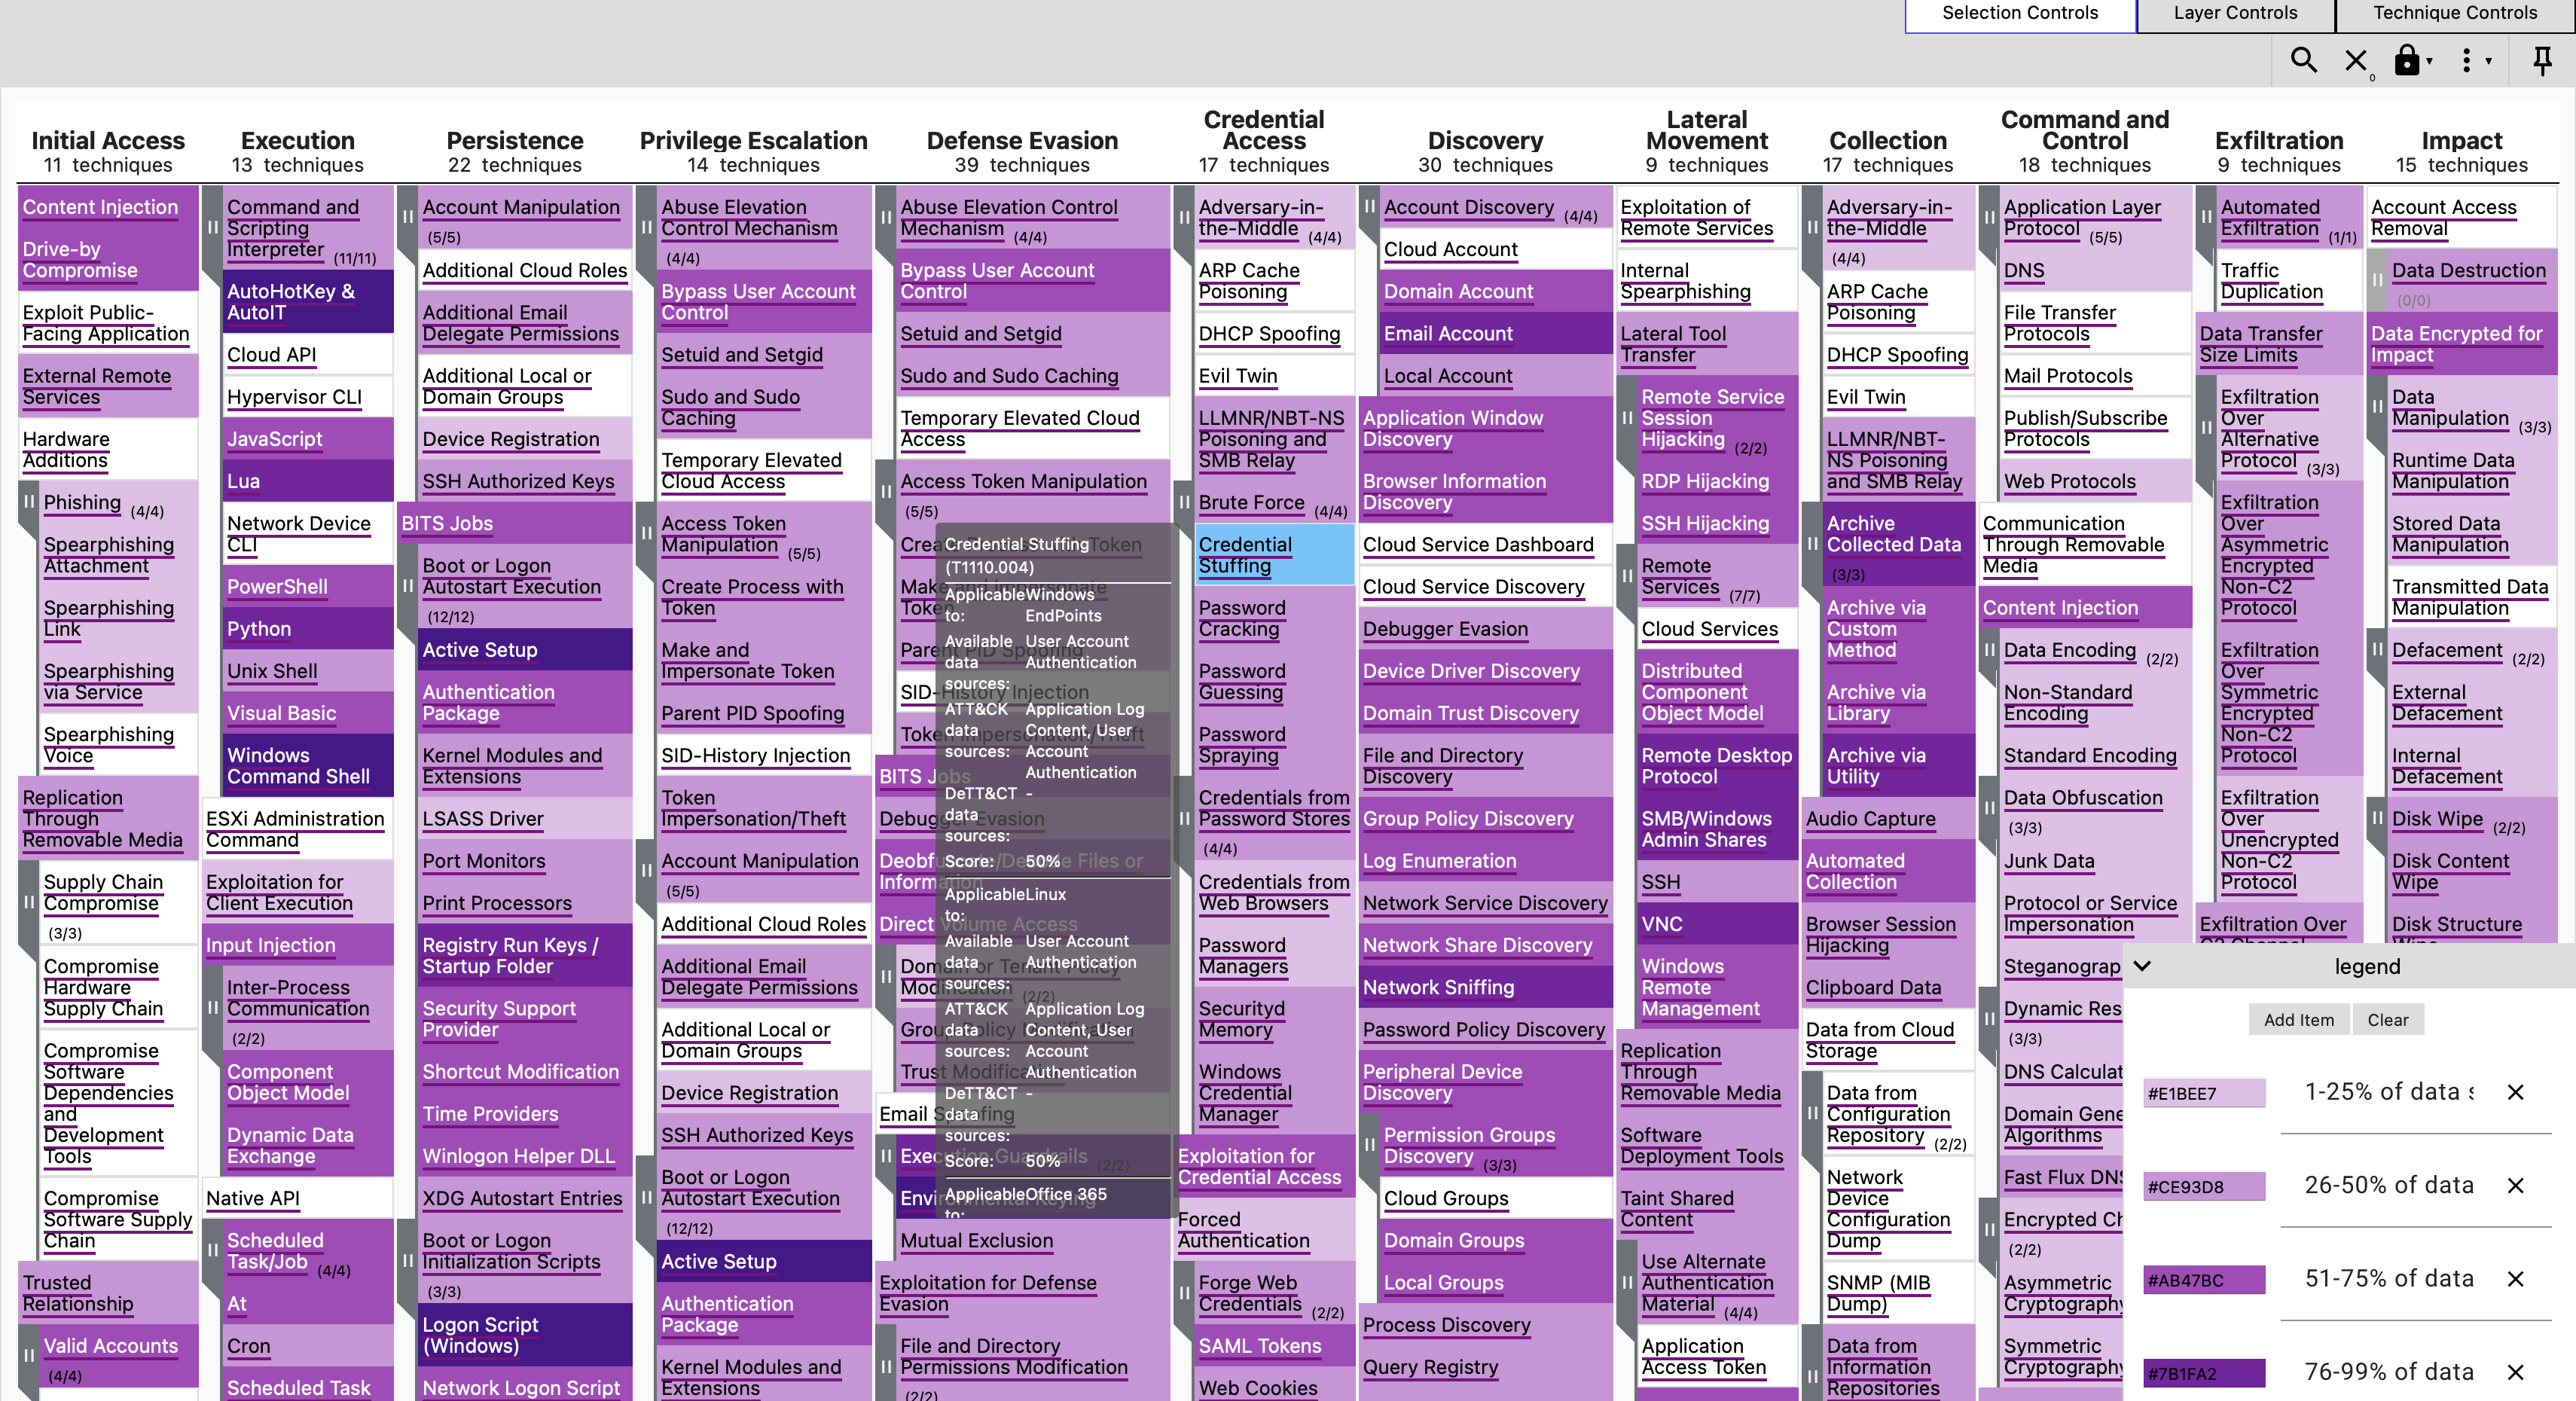 Selection Controls
Layer Controls
Technique Controls
0
Initial Access
11 techniques
Content Injection
Drive-by
Compromise
Exploit Public-
Facing Application
External Remote
Services
Hardware
Additions
Phishing (4/4)
Spearphishing
Attachment
Spearphishing
Link
Spearphishing
via Service
Spearphishing
Voice
Replication
Through
Removable Media
Supply Chain
Compromise
(3/3)
Compromise
Hardware
Supply Chain
Compromise
Software
Dependencies
and
Development
Tools
Compromise
Software Supply
Chain
Trusted
Relationship
Valid Accounts
(4/4)
Execution
13 techniques
Command and
Scripting
Interpreter (11/11)
AutoHotKey &
AutoIT
Cloud API
Hypervisor CLI
JavaScript
Lua
Network Device
CLI
PowerShell
Python
Unix Shell
Visual Basic
Windows
Command Shell
ESXi Administration
Command
Exploitation for
Client Execution
Input Injection
Inter-Process
Communication
(2/2)
Component
Object Model
Dynamic Data
Exchange
Native API
Scheduled
Task/Job (4/4)
At
Cron
Scheduled Task
Persistence
22 techniques
Account Manipulation
(5/5)
Additional Cloud Roles
Additional Email
Delegate Permissions
Additional Local or
Domain Groups
Device Registration
SSH Authorized Keys
BITS Jobs
Boot or Logon
Autostart Execution
(12/12)
Active Setup
Authentication
Package
Kernel Modules and
Extensions
LSASS Driver
Port Monitors
Print Processors
Registry Run Keys /
Startup Folder
Security Support
Provider
Shortcut Modification
Time Providers
Winlogon Helper DLL
XDG Autostart Entries
Boot or Logon
Initialization Scripts
(3/3)
Logon Script
(Windows)
Network Logon Script
Privilege Escalation
14 techniques
Abuse Elevation
Control Mechanism
(4/4)
Bypass User Account
Control
Setuid and Setgid
Sudo and Sudo
Caching
Temporary Elevated
Cloud Access
Access Token
Manipulation (5/5)
Create Process with
Token
Make and
Impersonate Token
Parent PID Spoofing
SID-History Injection
Token
Impersonation/Theft
Account Manipulation
(5/5)
Additional Cloud Roles
Additional Email
Delegate Permissions
Additional Local or
Domain Groups
Device Registration
SSH Authorized Keys
Boot or Logon
Autostart Execution
(12/12)
Active Setup
Authentication
Package
Kernel Modules and
Extensions
Defense Evasion
39 techniques
Abuse Elevation Control
Mechanism (4/4)
Bypass User Account
Control
Setuid and Setgid
Sudo and Sudo Caching
Temporary Elevated Cloud
Access
Access Token Manipulation
(5/5)
SID-History Injection
BITS Jobs
Direct Volume Access
(2/2)
Email Spoofing
Execution Guardrails (2/2)
Environmental Keying
Mutual Exclusion
Exploitation for Defense
Evasion
File and Directory
Permissions Modification
(2/2)
Credential Stuffing
(T1110.004)
Applicable Windows
to: EndPoints
Available User Account
data Authentication
sources:
ATT&CK Application Log
data Content, User
sources: Account
Authentication
DeTT&CT -
data
sources:
Score: 50%
Applicable Linux
to:
Available User Account
data Authentication
sources:
ATT&CK Application Log
data Content, User
sources: Account
Authentication
DeTT&CT -
data
sources:
Score: 50%
Applicable Office 365
to:
Credential
Access
17 techniques
Adversary-in-
the-Middle (4/4)
ARP Cache
Poisoning
DHCP Spoofing
Evil Twin
LLMNR/NBT-NS
Poisoning and
SMB Relay
Brute Force (4/4)
Credential
Stuffing
Password
Cracking
Password
Guessing
Password
Spraying
Credentials from
Password Stores
(4/4)
Credentials from
Web Browsers
Password
Managers
Securityd
Memory
Windows
Credential
Manager
Exploitation for
Credential Access
Forced
Authentication
Forge Web
Credentials (2/2)
SAML Tokens
Web Cookies
Discovery
30 techniques
Account Discovery (4/4)
Cloud Account
Domain Account
Email Account
Local Account
Application Window
Discovery
Browser Information
Discovery
Cloud Service Dashboard
Cloud Service Discovery
Debugger Evasion
Device Driver Discovery
Domain Trust Discovery
File and Directory
Discovery
Group Policy Discovery
Log Enumeration
Network Service Discovery
Network Share Discovery
Network Sniffing
Password Policy Discovery
Peripheral Device
Discovery
Permission Groups
Discovery (3/3)
Cloud Groups
Domain Groups
Local Groups
Process Discovery
Query Registry
Lateral
Movement
9 techniques
Exploitation of
Remote Services
Internal
Spearphishing
Lateral Tool
Transfer
Remote Service
Session
Hijacking (2/2)
RDP Hijacking
SSH Hijacking
Remote
Services (7/7)
Cloud Services
Distributed
Component
Object Model
Remote Desktop
Protocol
SMB/Windows
Admin Shares
SSH
VNC
Windows
Remote
Management
Replication
Through
Removable Media
Software
Deployment Tools
Taint Shared
Content
Use Alternate
Authentication
Material (4/4)
Application
Access Token
Collection
17 techniques
Adversary-in-
the-Middle
(4/4)
ARP Cache
Poisoning
DHCP Spoofing
Evil Twin
LLMNR/NBT-
NS Poisoning
and SMB Relay
Archive
Collected Data
(3/3)
Archive via
Custom
Method
Archive via
Library
Archive via
Utility
Audio Capture
Automated
Collection
Browser Session
Hijacking
Clipboard Data
Data from Cloud
Storage
Data from
Configuration
Repository (2/2)
Network
Device
Configuration
Dump
SNMP (MIB
Dump)
Data from
Information
Repositories
Command and
Control
18 techniques
Application Layer
Protocol (5/5)
DNS
File Transfer
Protocols
Mail Protocols
Publish/Subscribe
Protocols
Web Protocols
Communication
Through Removable
Media
Content Injection
Data Encoding (2/2)
Non-Standard
Encoding
Standard Encoding
Data Obfuscation
(3/3)
Junk Data
Protocol or Service
Impersonation
Steganograp
Dynamic Res
(3/3)
DNS Calculat
Domain Gene
Algorithms
Fast Flux DNS
Encrypted Ch
(2/2)
Asymmetric
Cryptography
Symmetric
Cryptography
Exfiltration
9 techniques
Automated
Exfiltration (1/1)
Traffic
Duplication
Data Transfer
Size Limits
Exfiltration
Over
Alternative
Protocol (3/3)
Exfiltration
Over
Asymmetric
Encrypted
Non-C2
Protocol
Exfiltration
Over
Symmetric
Encrypted
Non-C2
Protocol
Exfiltration
Over
Unencrypted
Non-C2
Protocol
Exfiltration Over
Impact
15 techniques
Account Access
Removal
Data Destruction
(0/0)
Data Encrypted for
Impact
Data
Manipulation (3/3)
Runtime Data
Manipulation
Stored Data
Manipulation
Transmitted Data
Manipulation
Defacement (2/2)
External
Defacement
Internal
Defacement
Disk Wipe (2/2)
Disk Content
Wipe
Disk Structure
legend
Add Item
Clear
#E1BEE7
1-25% of data
#CE93D8
26-50% of data
#AB47BC
51-75% of data
#7B1FA2
76-99% of data